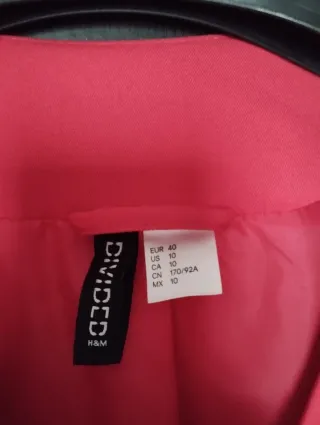 DIVIDED
H&M
EUR 40
US 10
CA 10
CN 170/92A
MX 10